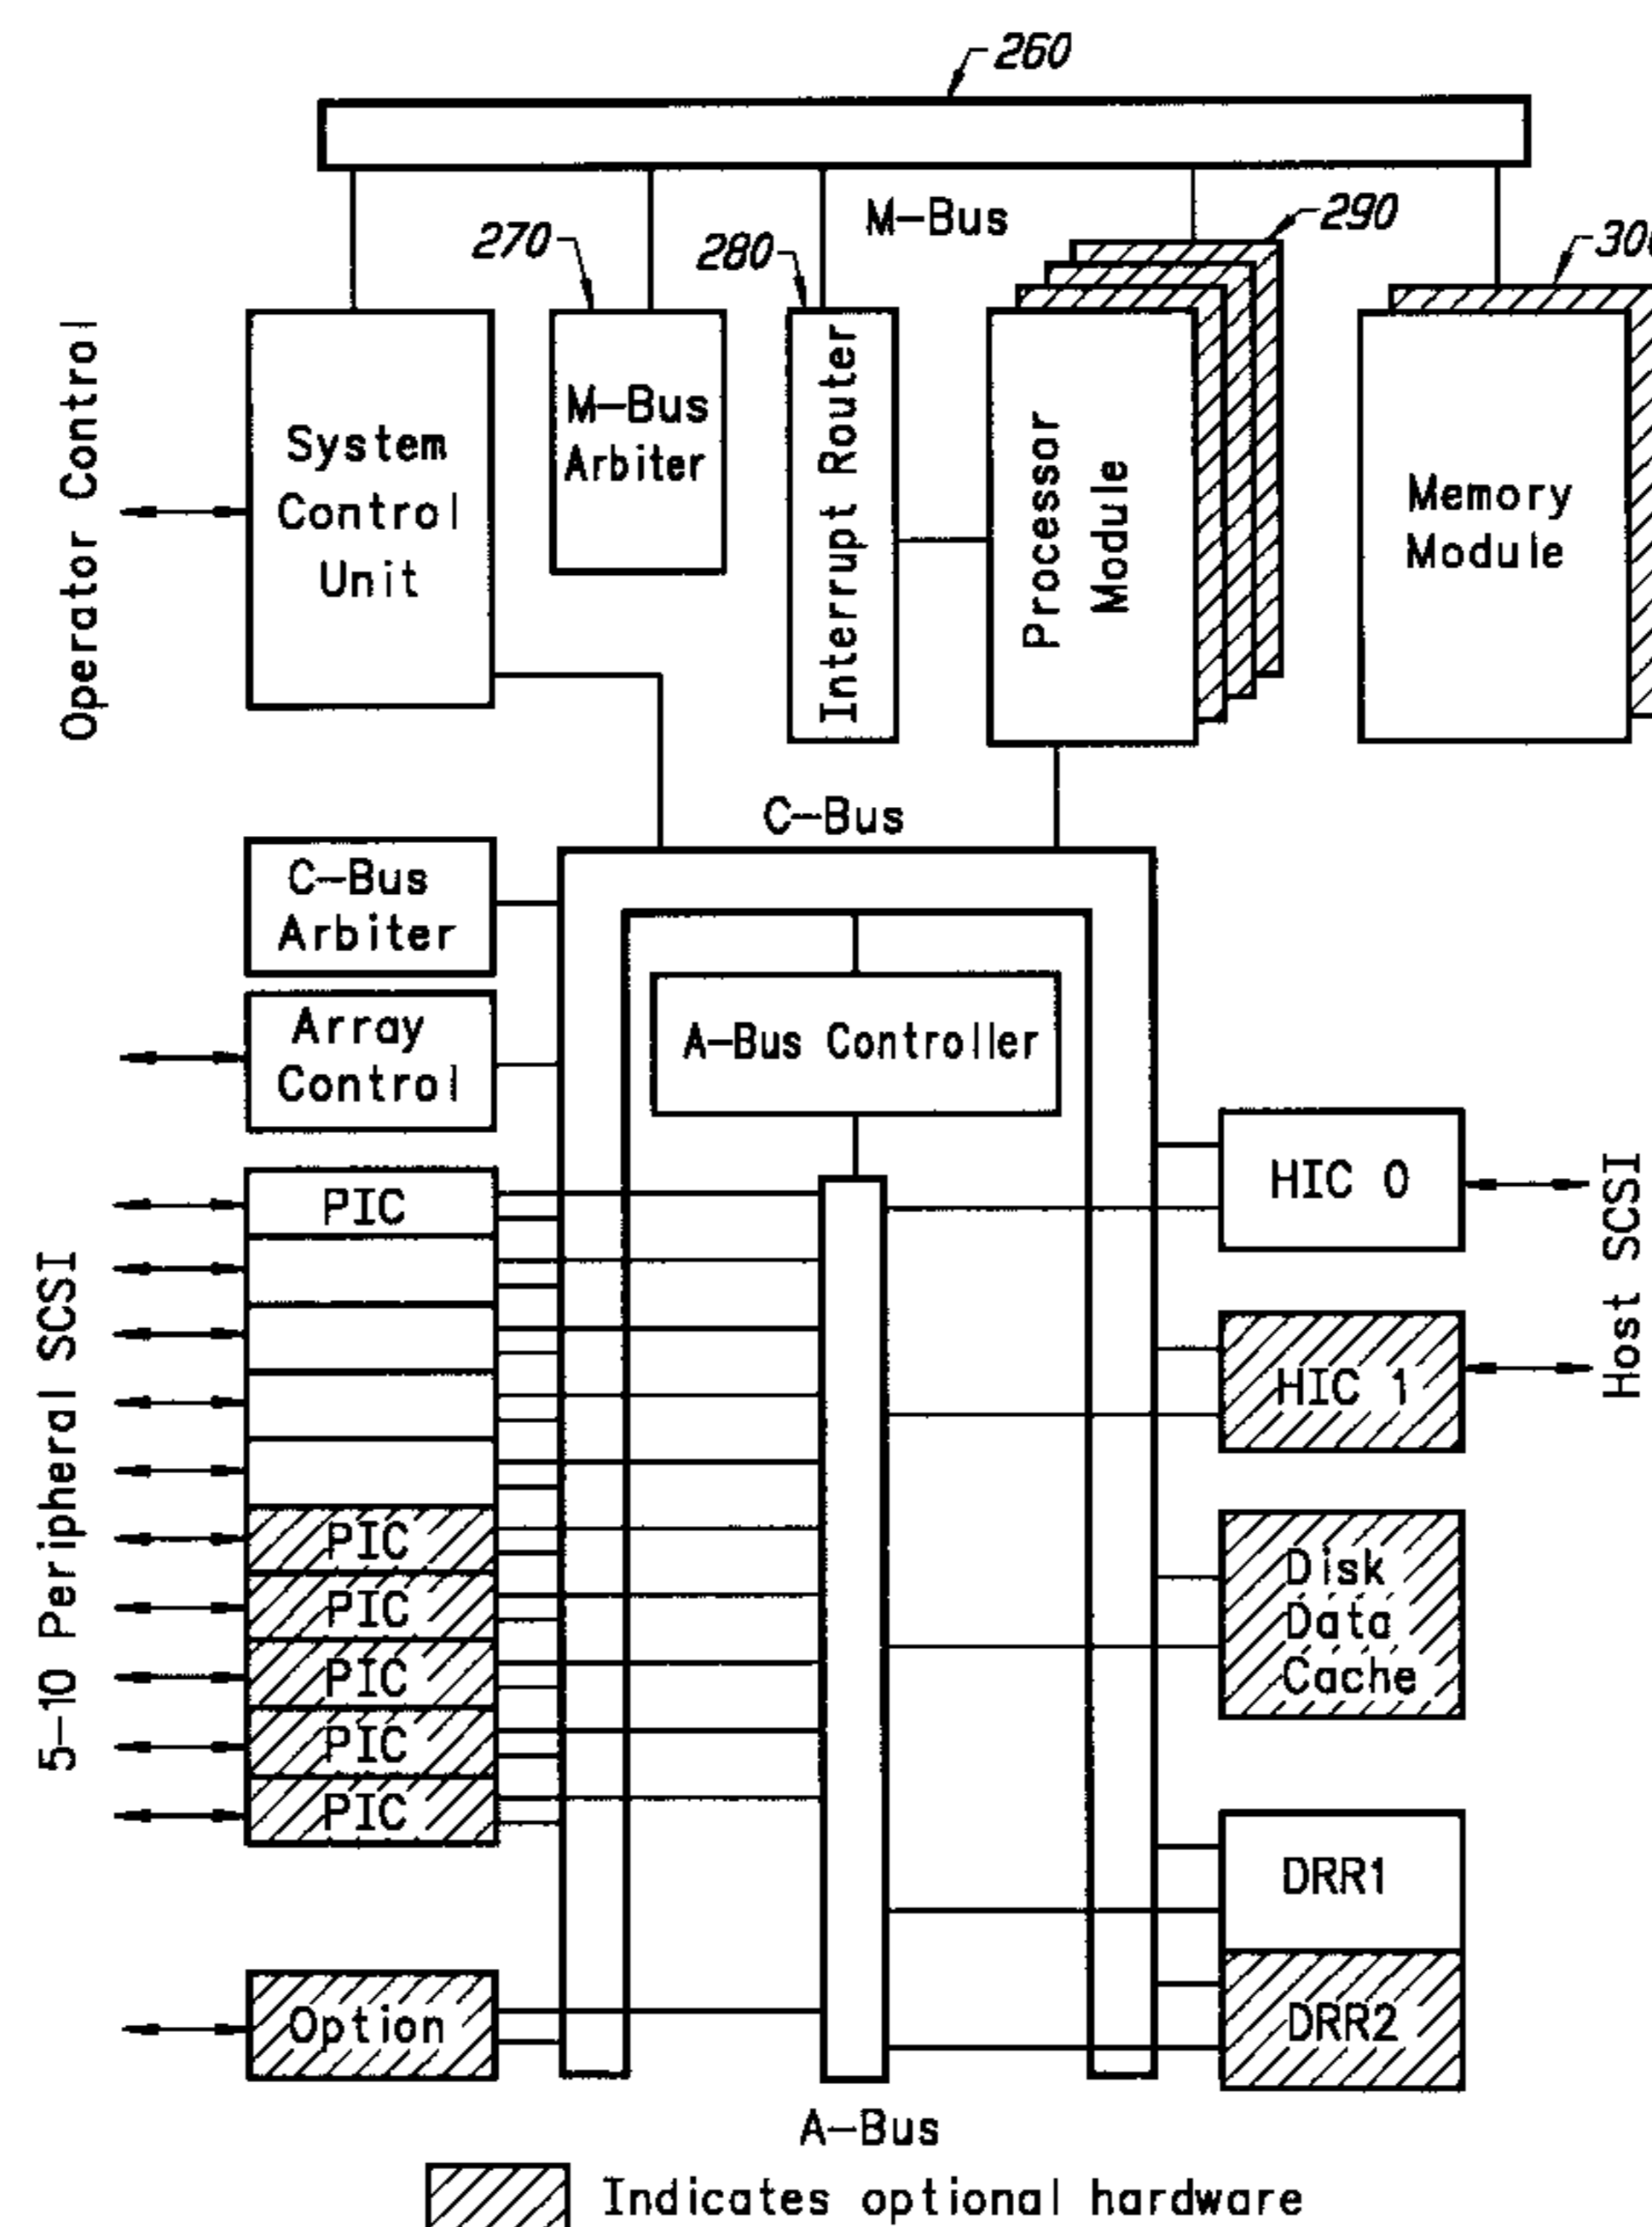 260
M-Bus
270
280
290
Operator Control
System
Control
Unit
M-Bus
Arbiter
Interrupt Router
Processor
Module
Memory
Module
C-Bus
C-Bus
Arbiter
Array
Control
A-Bus Controller
5-10 Peripheral SCSI
PIC
PIC
PIC
PIC
PIC
PIC
HIC 0
HIC 1
Host SCSI
Disk
Data
Cache
DRR1
DRR2
Option
A-Bus
Indicates optional hardware